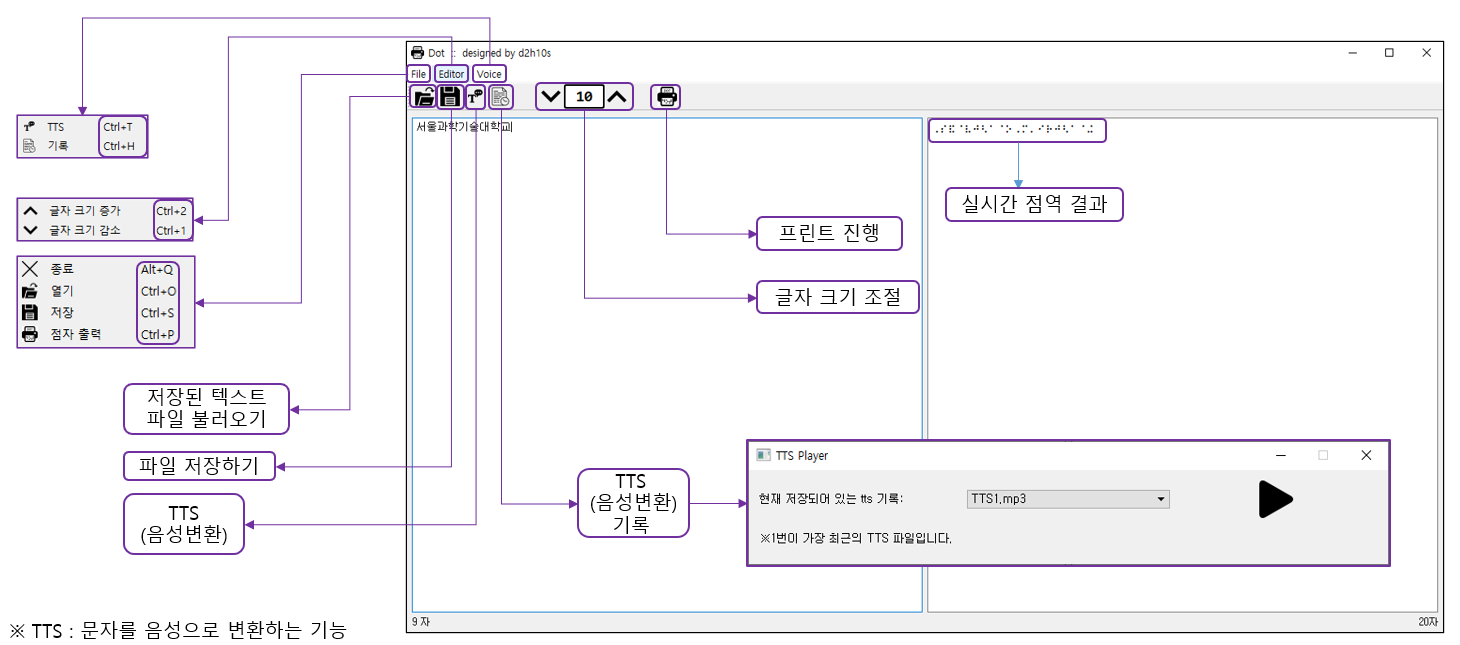 Dot :: designed by d2h10s
File Editor Voice
10
TTS Ctrl+T
기록 Ctrl+H
서울과학기술대학교
실시간 점역 결과
글자 크기 증가 Ctrl+2
글자 크기 감소 Ctrl+1
프린트 진행
종료 Alt+Q
열기 Ctrl+O
저장 Ctrl+S
점자 출력 Ctrl+P
글자 크기 조절
저장된 텍스트
파일 불러오기
파일 저장하기
TTS
(음성변환)
TTS
(음성변환)
기록
TTS Player
현재 저장되어 있는 tts 기록:
TTS1.mp3
※1번이 가장 최근의 TTS 파일입니다.
9 자
20자
※ TTS : 문자를 음성으로 변환하는 기능